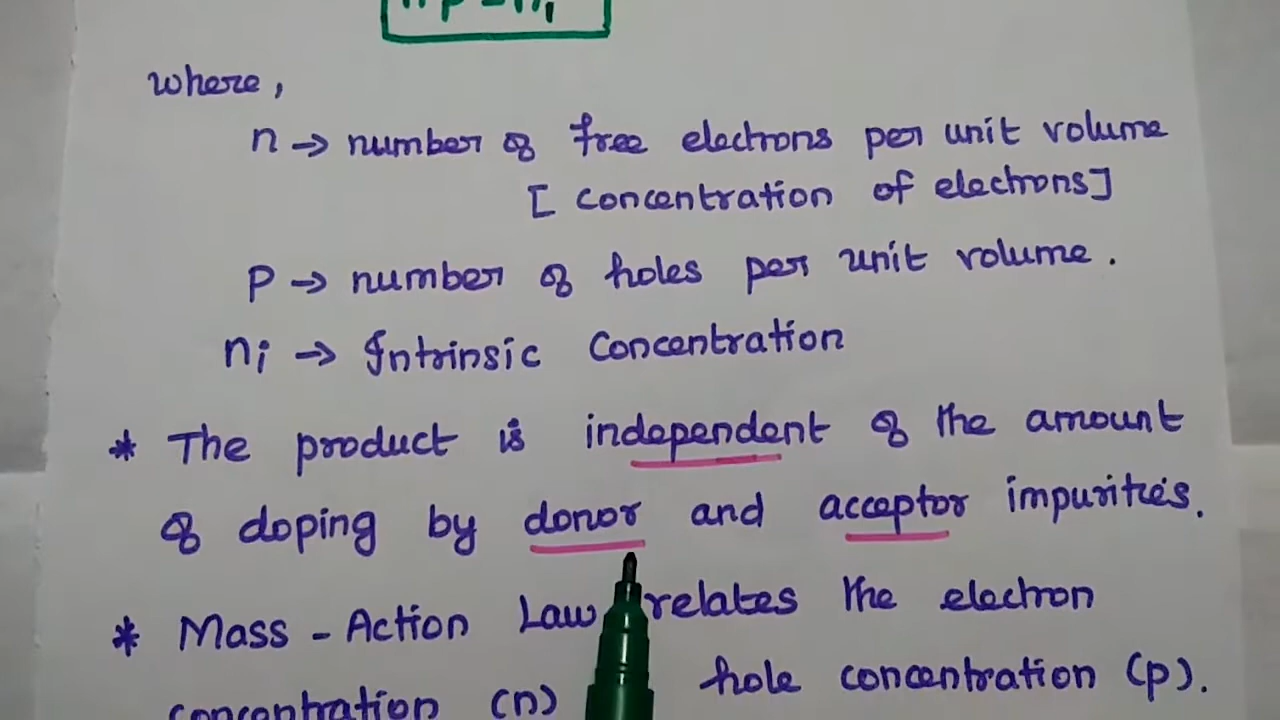 where,
n → number of free electrons per unit volume
[ concentration of electrons]
p → number of holes per unit volume.
ni → Intrinsic Concentration
* The product is independent of the amount
of doping by donor and acceptor impurities.
* Mass-Action Law relates the electron
concentration (n) hole concentration (p).